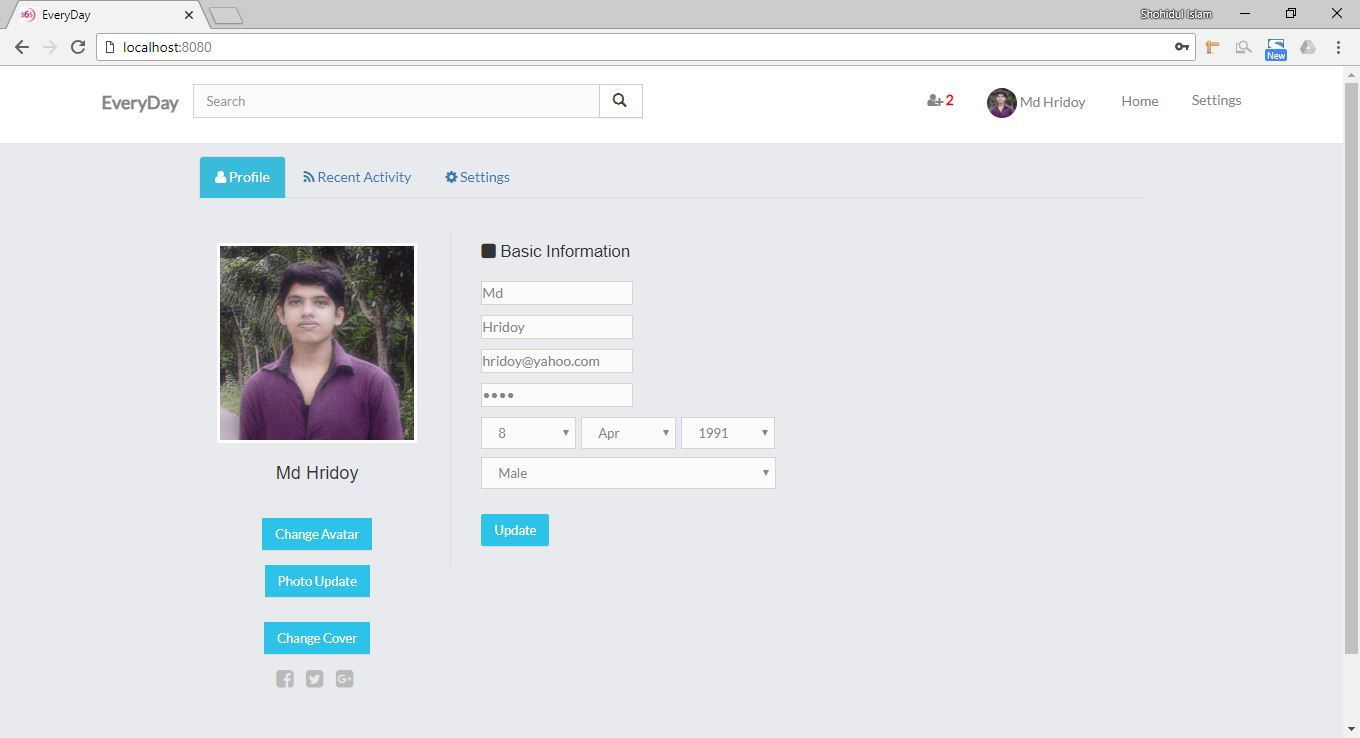 365 EveryDay
Shohidul Islam
localhost:8080
New
EveryDay
Search
2
Md Hridoy
Home
Settings
Profile
Recent Activity
Settings
Md Hridoy
Change Avatar
Photo Update
Change Cover
Basic Information
Md
Hridoy
hridoy@yahoo.com
••••
8 Apr 1991
Male
Update